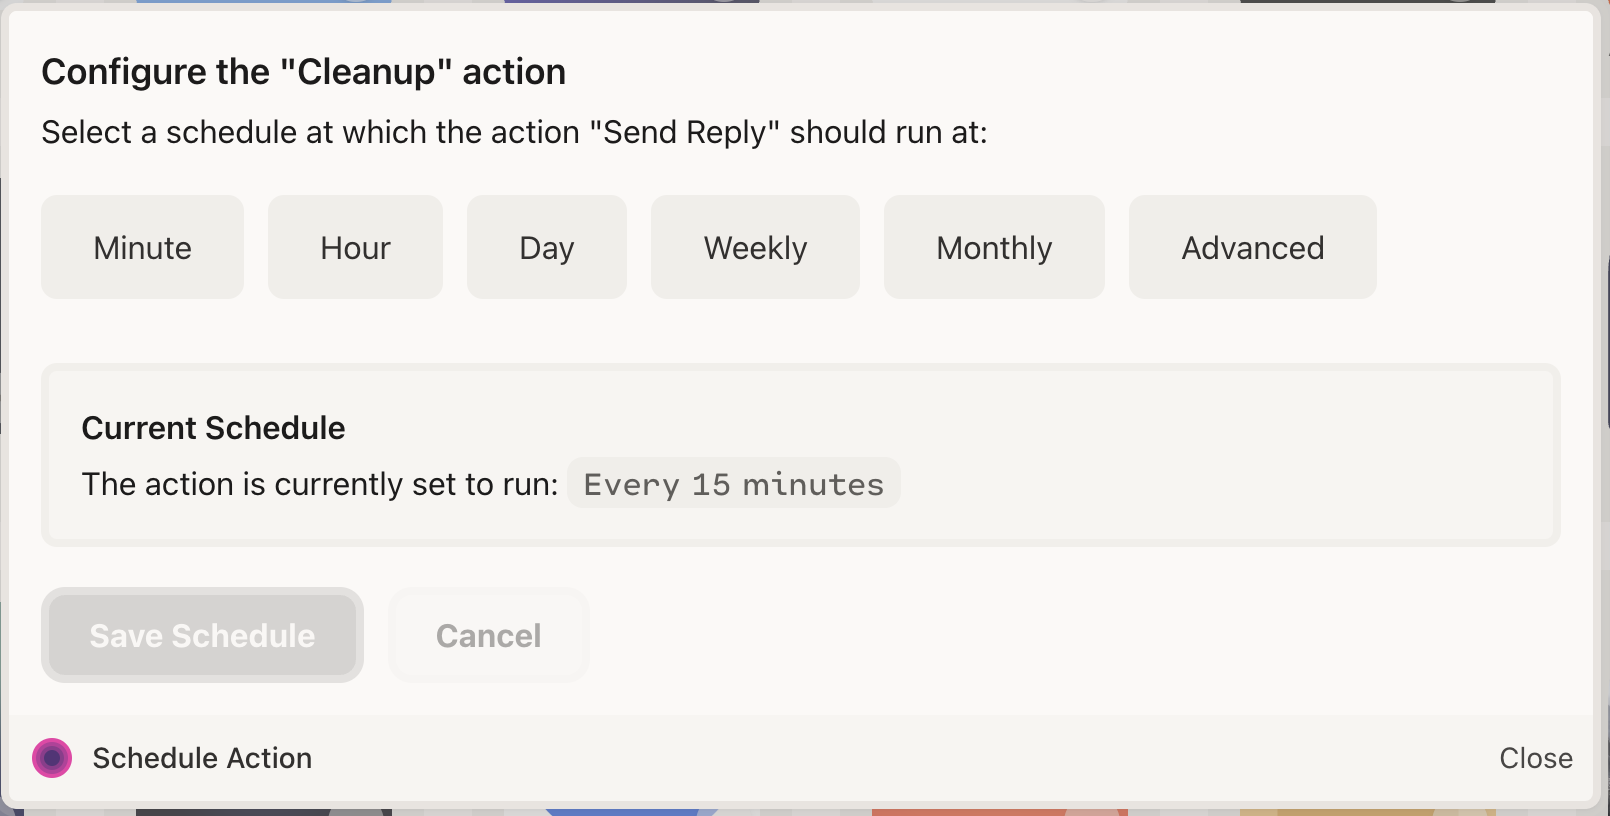 Configure the "Cleanup" action
Select a schedule at which the action "Send Reply" should run at:
Minute Hour Day Weekly Monthly Advanced
Current Schedule
The action is currently set to run: Every 15 minutes
Save Schedule Cancel
Schedule Action Close